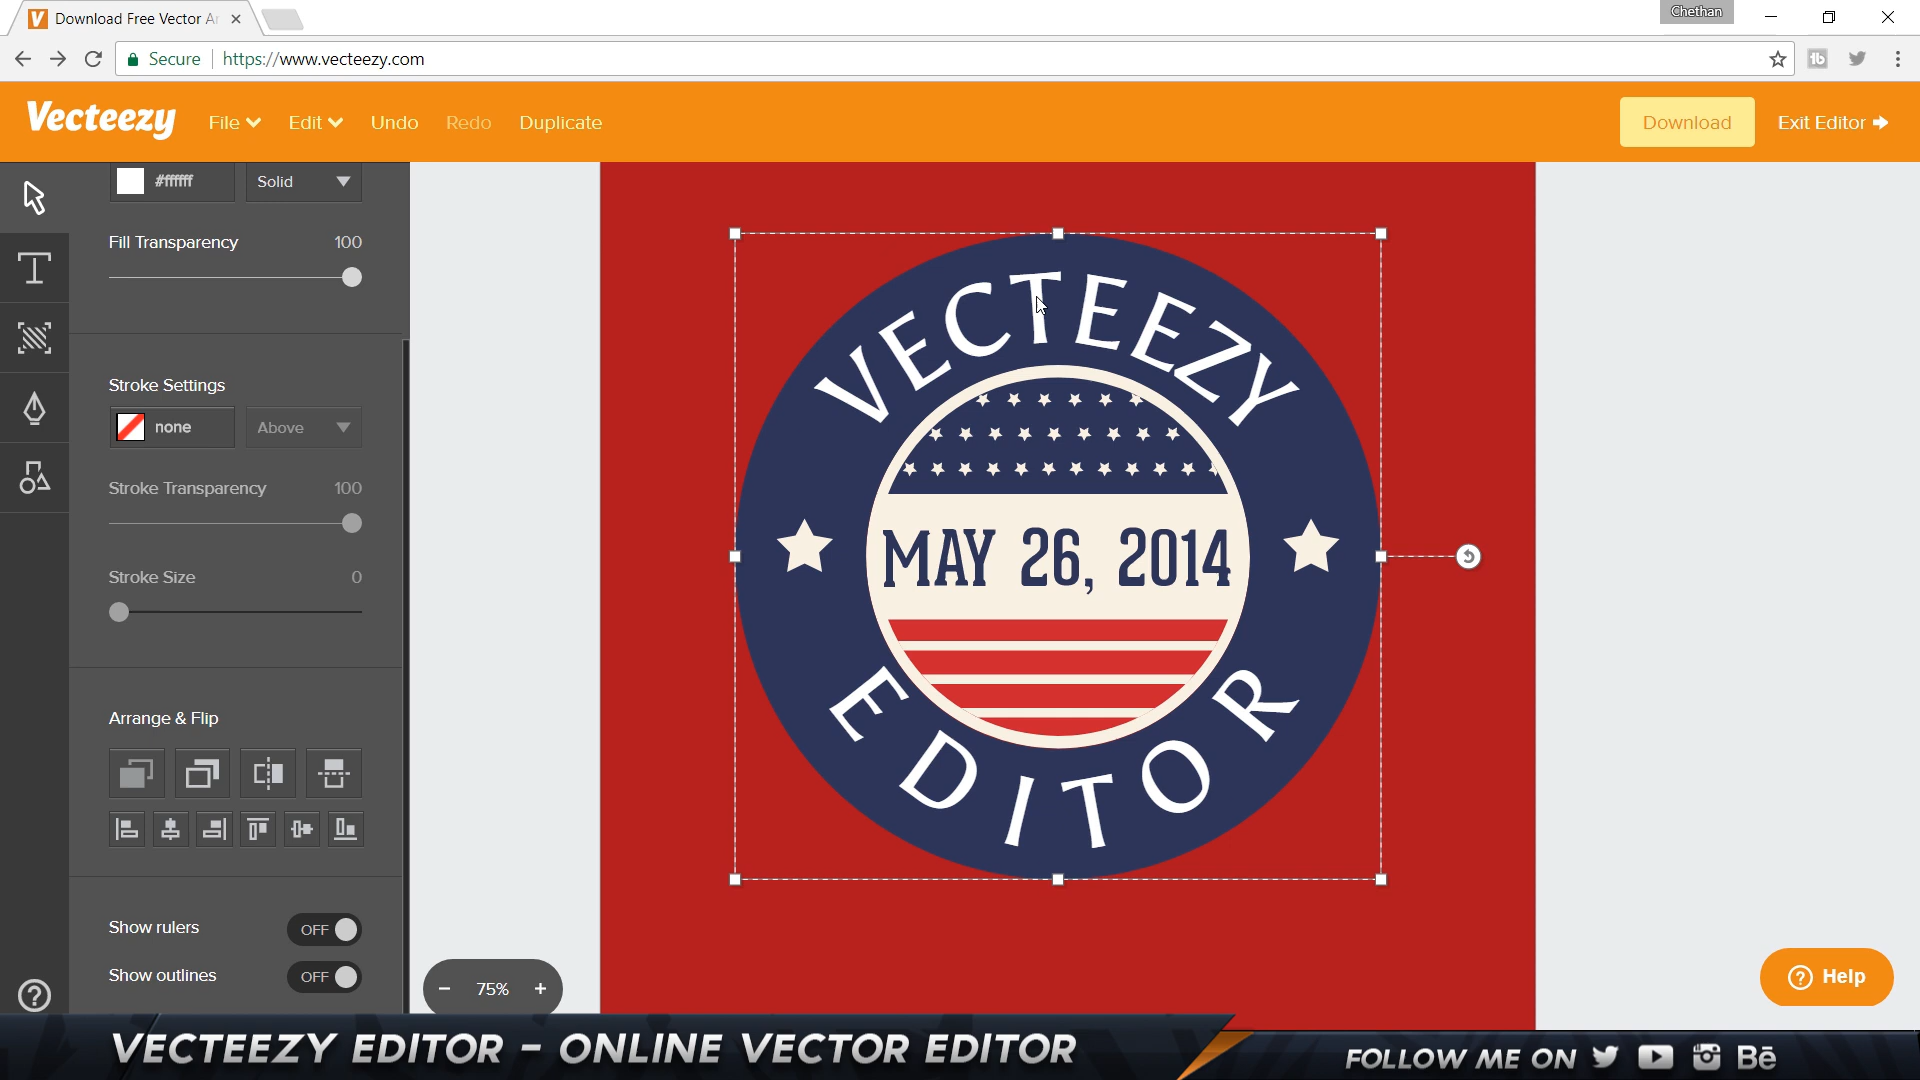 Download Free Vector Ar
Chethan
Secure
https://www.vecteezy.com
Vecteezy
File
Edit
Undo
Redo
Duplicate
Download
Exit Editor
#ffffff
Solid
Fill Transparency
100
Stroke Settings
none
Above
Stroke Transparency
100
Stroke Size
0
Arrange & Flip
Show rulers
OFF
Show outlines
OFF
VECTEEZY
MAY 26, 2014
EDITOR
75%
Help
VECTEEZY EDITOR - ONLINE VECTOR EDITOR
FOLLOW ME ON
Bē